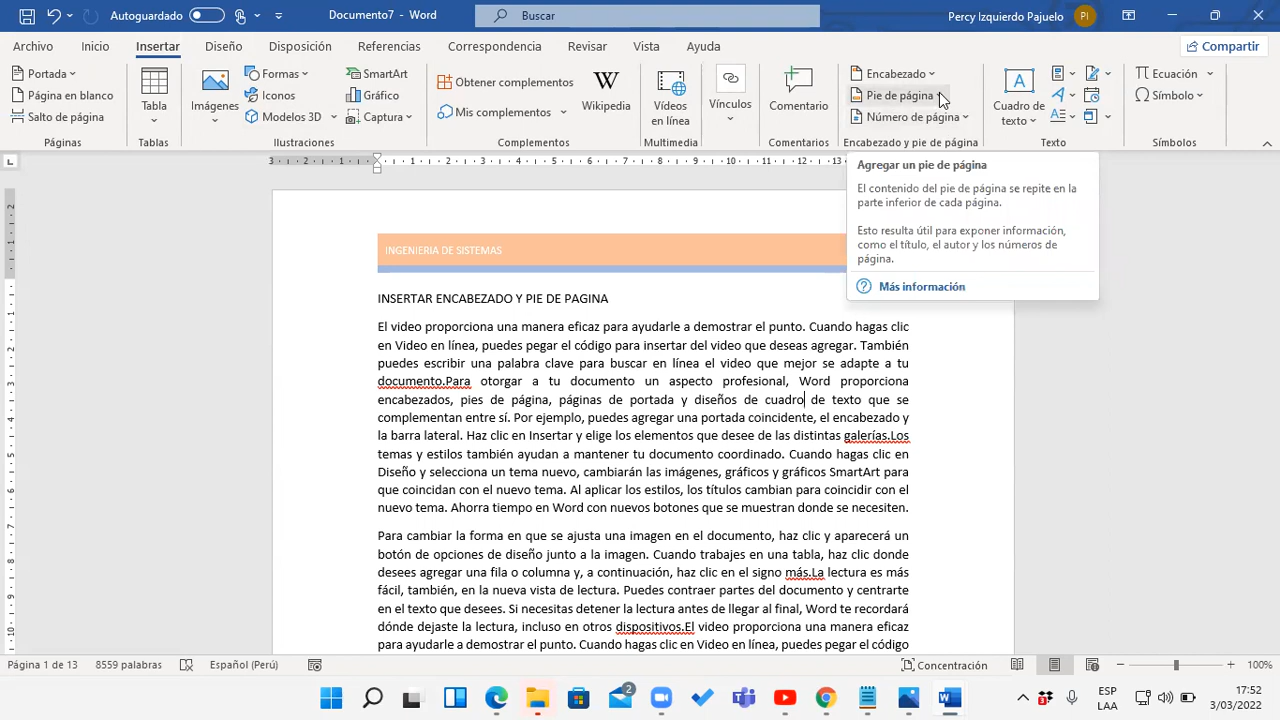 Autoguardado
Documento7 - Word
Buscar
Percy Izquierdo Pajuelo
PI
Archivo Inicio Insertar Diseño Disposición Referencias Correspondencia Revisar Vista Ayuda
Compartir
Portada
Página en blanco
Salto de página
Páginas
Tabla
Tablas
Imágenes
Formas
Iconos
Modelos 3D
SmartArt
Gráfico
Captura
Ilustraciones
Obtener complementos
Mis complementos
W
Wikipedia
Complementos
Vídeos
en línea
Multimedia
Vínculos
Comentario
Comentarios
Encabezado
Pie de página
Número de página
Encabezado y pie de página
Cuadro de
texto
Texto
Ecuación
Símbolo
Símbolos
3 2 1 1 2 3 4 5 6 7 8 9 10 11 12 13
Agregar un pie de página
El contenido del pie de página se repite en la
parte inferior de cada página.
Esto resulta útil para exponer información,
como el título, el autor y los números de
página.
Más información
INGENIERIA DE SISTEMAS
INSERTAR ENCABEZADO Y PIE DE PAGINA
El video proporciona una manera eficaz para ayudarle a demostrar el punto. Cuando hagas clic
en Video en línea, puedes pegar el código para insertar del video que deseas agregar. También
puedes escribir una palabra clave para buscar en línea el video que mejor se adapte a tu
documento.Para otorgar a tu documento un aspecto profesional, Word proporciona
encabezados, pies de página, páginas de portada y diseños de cuadro de texto que se
complementan entre sí. Por ejemplo, puedes agregar una portada coincidente, el encabezado y
la barra lateral. Haz clic en Insertar y elige los elementos que desee de las distintas galerías.Los
temas y estilos también ayudan a mantener tu documento coordinado. Cuando hagas clic en
Diseño y selecciona un tema nuevo, cambiarán las imágenes, gráficos y gráficos SmartArt para
que coincidan con el nuevo tema. Al aplicar los estilos, los títulos cambian para coincidir con el
nuevo tema. Ahorra tiempo en Word con nuevos botones que se muestran donde se necesiten.
Para cambiar la forma en que se ajusta una imagen en el documento, haz clic y aparecerá un
botón de opciones de diseño junto a la imagen. Cuando trabajes en una tabla, haz clic donde
desees agregar una fila o columna y, a continuación, haz clic en el signo más.La lectura es más
fácil, también, en la nueva vista de lectura. Puedes contraer partes del documento y centrarte
en el texto que desees. Si necesitas detener la lectura antes de llegar al final, Word te recordará
dónde dejaste la lectura, incluso en otros dispositivos.El video proporciona una manera eficaz
para ayudarle a demostrar el punto. Cuando hagas clic en Video en línea, puedes pegar el código
Página 1 de 13 8559 palabras Español (Perú)
Concentración
100%
2
3
ESP
LAA
17:52
3/03/2022